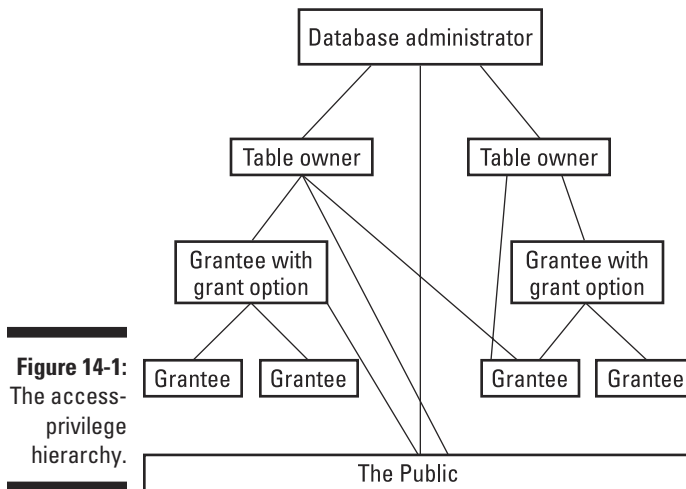 Database administrator
Table owner
Table owner
Grantee with
grant option
Grantee with
grant option
Grantee
Grantee
Grantee
Grantee
The Public
Figure 14-1:
The access-
privilege
hierarchy.